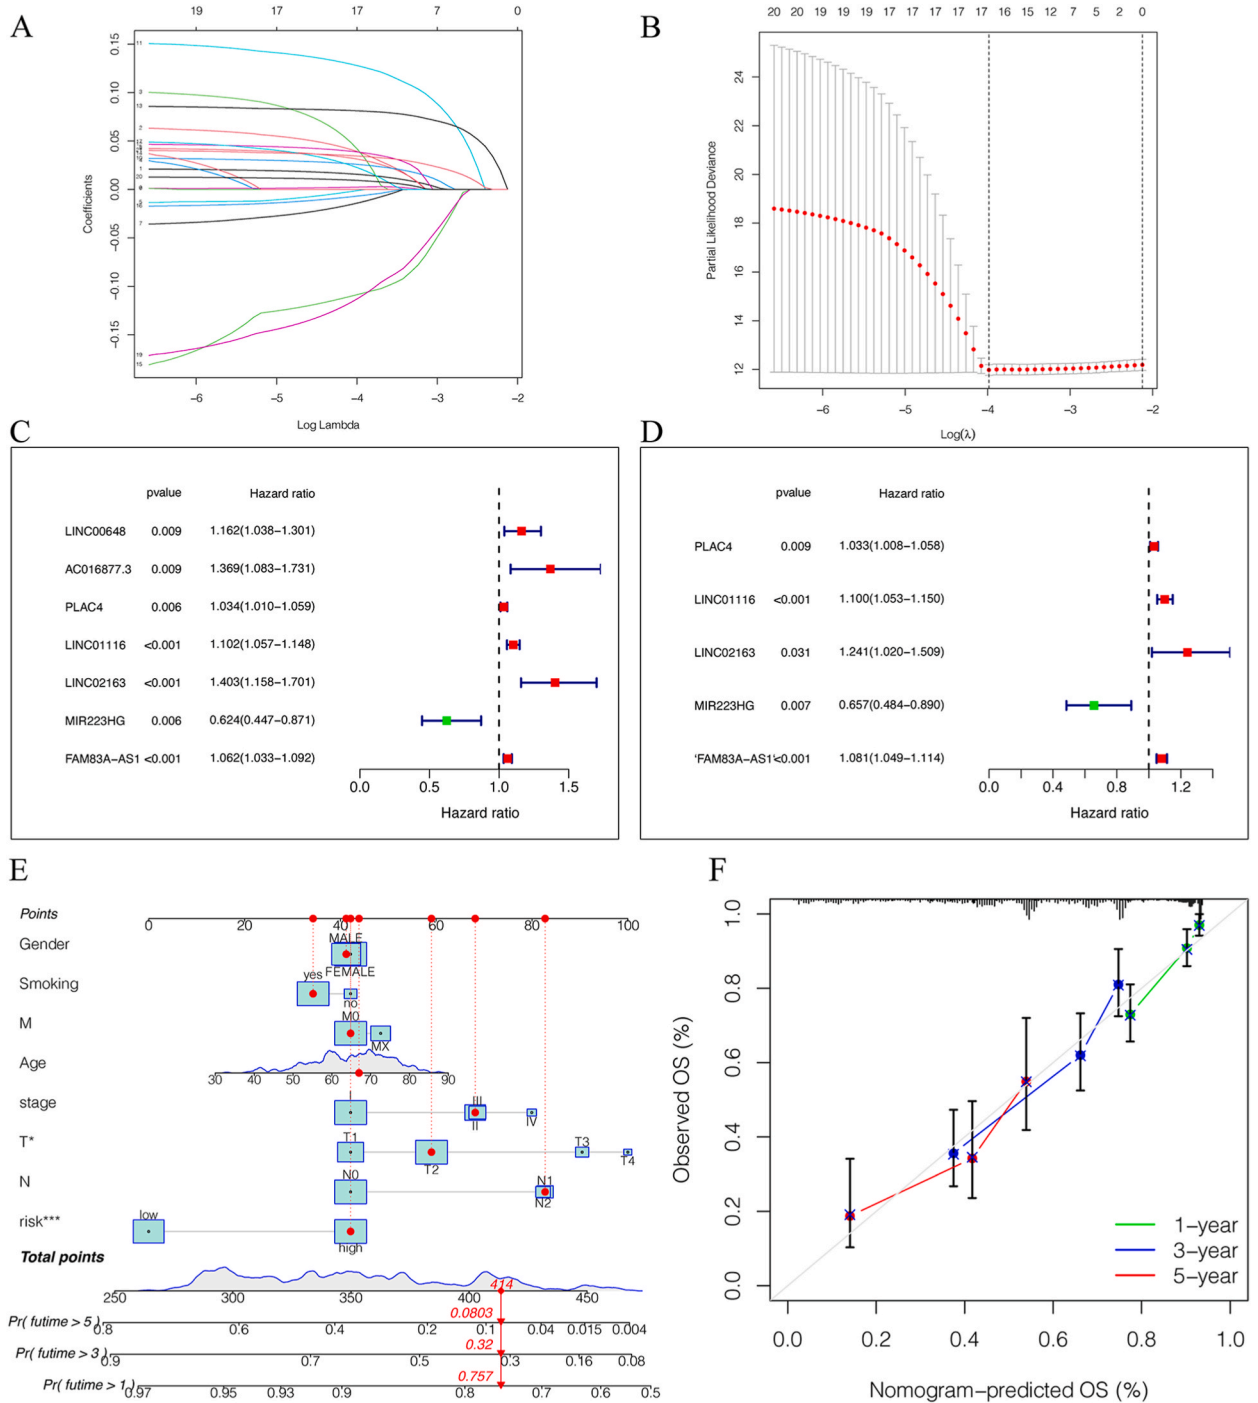 A
19 19 17 17 7 0
0.15
0.10
0.05
0.00
−0.05
−0.10
−0.15
Coefficients
11
3
13
2
1
20
7
19
15
−6 −5 −4 −3 −2
Log Lambda
B
20 20 19 19 19 19 17 17 17 17 17 17 16 15 12 7 5 2 0
24
22
20
18
16
14
12
Partial Likelihood Deviance
−6 −5 −4 −3 −2
Log(λ)
C
pvalue Hazard ratio
LINC00648 0.009 1.162(1.038−1.301)
AC016877.3 0.009 1.369(1.083−1.731)
PLAC4 0.006 1.034(1.010−1.059)
LINC01116 <0.001 1.102(1.057−1.148)
LINC02163 <0.001 1.403(1.158−1.701)
MIR223HG 0.006 0.624(0.447−0.871)
FAM83A−AS1 <0.001 1.062(1.033−1.092)
0.0 0.5 1.0 1.5
Hazard ratio
D
pvalue Hazard ratio
PLAC4 0.009 1.033(1.008−1.058)
LINC01116 <0.001 1.100(1.053−1.150)
LINC02163 0.031 1.241(1.020−1.509)
MIR223HG 0.007 0.657(0.484−0.890)
'FAM83A−AS1'<0.001 1.081(1.049−1.114)
0.0 0.4 0.8 1.2
Hazard ratio
E
Points
0 20 40 60 80 100
Gender
MALE
FEMALE
Smoking
yes
no
M
M0
MX
Age
30 40 50 60 70 80 90
stage
I
III
II
IV
T*
T1
T2
T3
T4
N
N0
N1
N2
risk***
low
high
Total points
414
250 300 350 400 450
0.0803
Pr( futime > 5 )
0.8 0.6 0.4 0.2 0.1 0.04 0.015 0.004
0.32
Pr( futime > 3 )
0.9 0.7 0.5 0.3 0.16 0.08
0.757
Pr( futime > 1 )
0.97 0.95 0.93 0.9 0.8 0.7 0.6 0.5
F
1.0
0.8
0.6
0.4
0.2
0.0
Observed OS (%)
1−year
3−year
5−year
0.0 0.2 0.4 0.6 0.8 1.0
Nomogram−predicted OS (%)